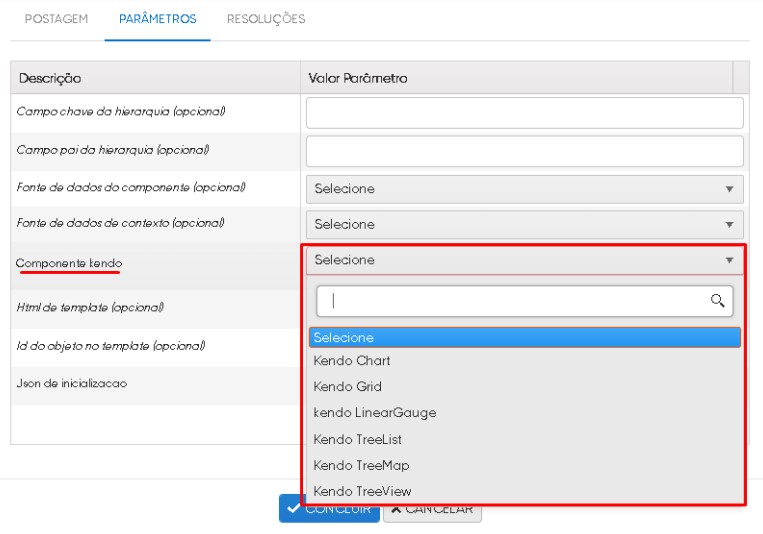 POSTAGEM PARÂMETROS RESOLUÇÕES
Descrição Valor Parâmetro
Campo chave da hierarquia (opcional)
Campo pai da hierarquia (opcional)
Fonte de dados do componente (opcional) Selecione
Fonte de dados de contexto (opcional) Selecione
Componente kendo Selecione
Html de template (opcional)
Selecione
Id do objeto no template (opcional)
Kendo Chart
Json de inicializacao
Kendo Grid
kendo LinearGauge
Kendo TreeList
Kendo TreeMap
Kendo TreeView
CONCLUIR CANCELAR